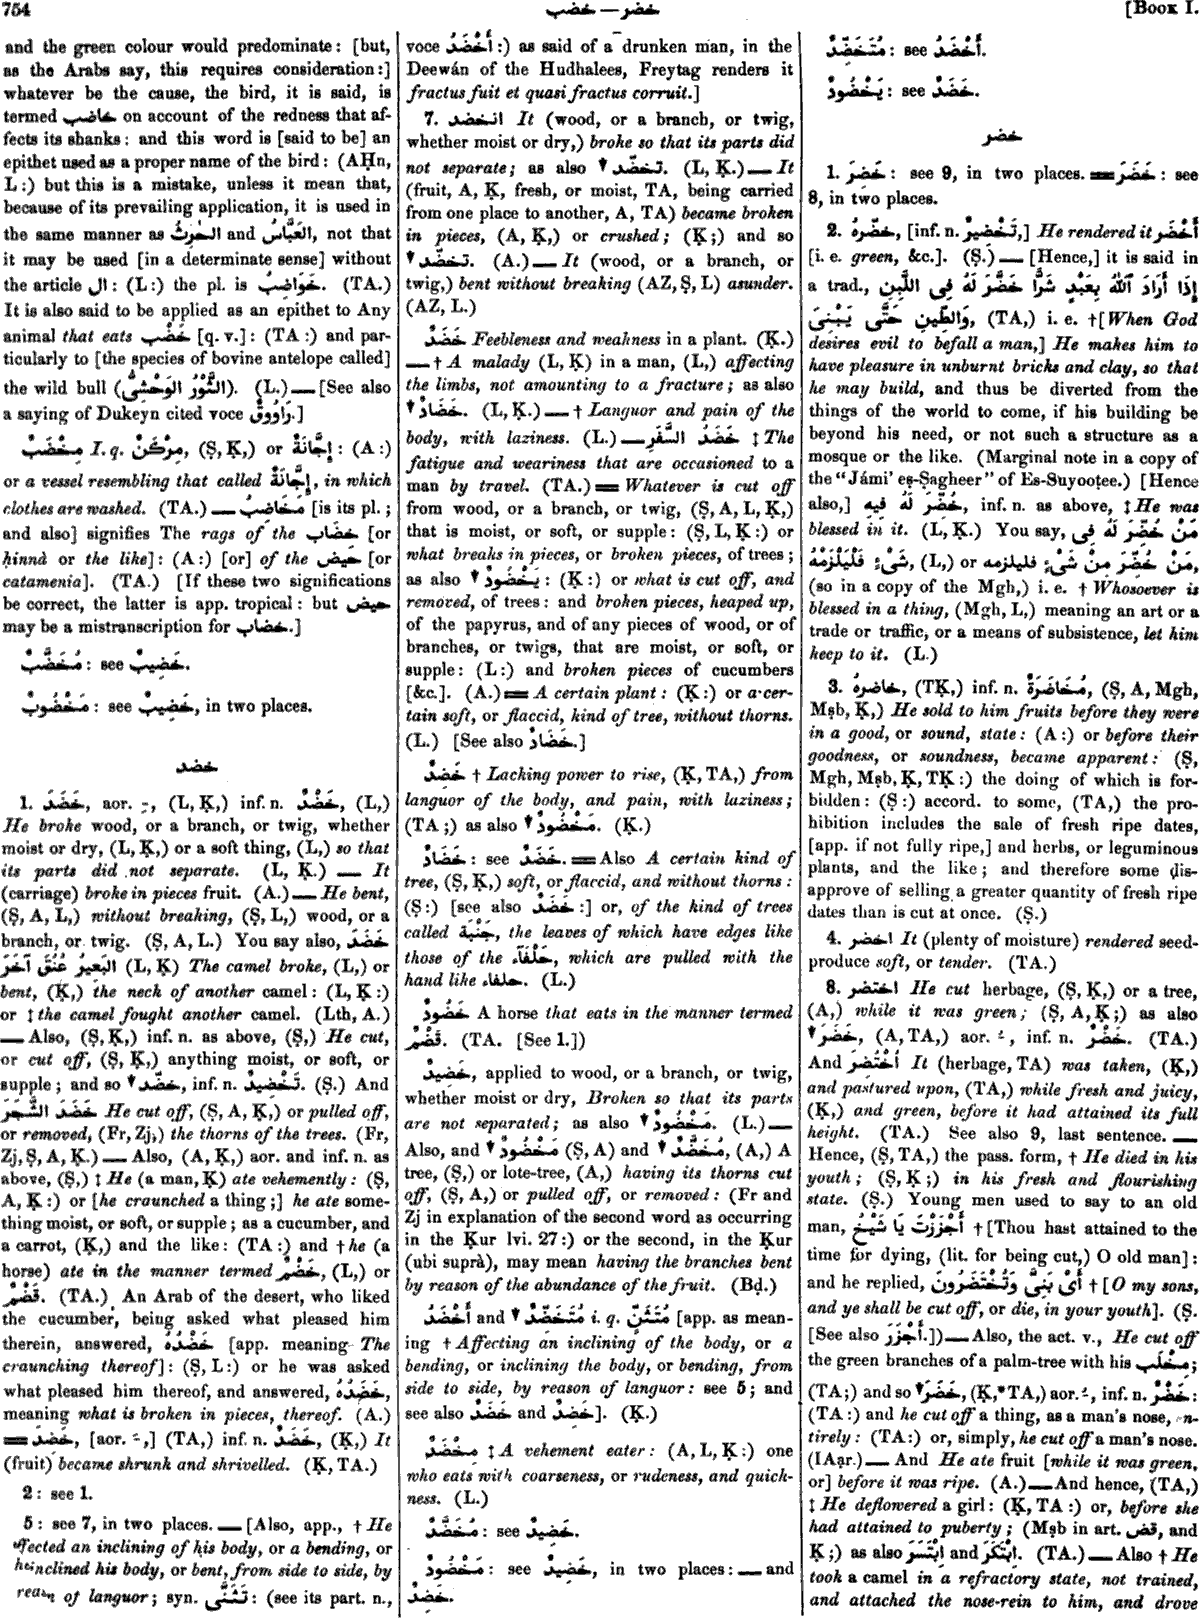 754
خضب — خضر
[BOOK I.
and the green colour would predominate: [but,
as the Arabs say, this requires consideration:]
whatever be the cause, the bird, it is said, is
termed خاضب on account of the redness that af-
fects its shanks: and this word is [said to be] an
epithet used as a proper name of the bird: (AḤn,
L:) but this is a mistake, unless it mean that,
because of its prevailing application, it is used in
the same manner as الحٰرِثُ and العَبَّاسُ, not that
it may be used [in a determinate sense] without
the article ال: (L:) the pl. is خَوَاضِبُ. (TA.)
It is also said to be applied as an epithet to Any
animal that eats خَضْب [q. v.]: (TA:) and par-
ticularly to [the species of bovine antelope called]
the wild bull (الثَّوْرُ الوَحْشِىُّ). (L.) — [See also
a saying of Dukeyn cited voce رَاوُوقٌ.]
مِخْضَبٌ I. q. مِرْكَنٌ, (Ṣ, Ḳ,) or إِجَّانَةٌ: (A:)
or a vessel resembling that called إِجَّانَة, in which
clothes are washed. (TA.) — مَخَاضِبُ [is its pl.;
and also] signifies The rags of the خِضَاب [or
ḥinnà or the like]: (A:) [or] of the حَيْض [or
catamenia]. (TA.) [If these two significations
be correct, the latter is app. tropical: but حيض
may be a mistranscription for خضاب.]
مُخَضَّبٌ: see خَضِيبٌ.
مَخْضُوبٌ: see خَضِيبٌ, in two places.
خضد
1. خَضَدَ, aor. ـِ, (L, Ḳ,) inf. n. خَضْدٌ, (L,)
He broke wood, or a branch, or twig, whether
moist or dry, (L, Ḳ,) or a soft thing, (L,) so that
its parts did not separate. (L, Ḳ.) — It
(carriage) broke in pieces fruit. (A.) — He bent,
(Ṣ, A, L,) without breaking, (Ṣ, L,) wood, or a
branch, or twig. (Ṣ, A, L.) You say also, خَضَدَ
البَعِيرُ عُنُقَ آخَرَ (L, Ḳ) The camel broke, (L,) or
bent, (Ḳ,) the neck of another camel: (L, Ḳ:)
or ‡ the camel fought another camel. (Lth, A.)
— Also, (Ṣ, Ḳ,) inf. n. as above, (Ṣ,) He cut,
or cut off, (Ṣ, Ḳ,) anything moist, or soft, or
supple; and so ▼ خضّد, inf. n. تَخْضِيدٌ. (Ṣ.) And
خَضَدَ الشَّجَرَ He cut off, (Ṣ, A, Ḳ,) or pulled off,
or removed, (Fr, Zj,) the thorns of the trees. (Fr,
Zj, Ṣ, A, Ḳ.) — Also, (A, Ḳ,) aor. and inf. n. as
above, (Ṣ,) ‡ He (a man, Ḳ) ate vehemently: (Ṣ,
A, Ḳ:) or [he craunched a thing;] he ate some-
thing moist, or soft, or supple; as a cucumber, and
a carrot, (Ḳ,) and the like: (TA:) and † he (a
horse) ate in the manner termed خَضْمٌ, (L,) or
قَضْمٌ. (TA.) An Arab of the desert, who liked
the cucumber, being asked what pleased him
therein, answered, خَضْدُهُ [app. meaning The
craunching thereof]: (Ṣ, L:) or he was asked
what pleased him thereof, and answered, خَضَدُهُ,
meaning what is broken in pieces, thereof. (A.)
═ خَضِدَ, [aor. ـَ,] (TA,) inf. n. خَضَدٌ, (Ḳ,) It
(fruit) became shrunk and shrivelled. (Ḳ, TA.)
2: see 1.
5: see 7, in two places. — [Also, app., † He
affected an inclining of his body, or a bending, or
he inclined his body, or bent, from side to side, by
reason of languor; syn. تَثَنَّى: (see its part. n.,
voce أَخْضَدُ:) as said of a drunken man, in the
Deewán of the Hudhalees, Freytag renders it
fractus fuit et quasi fractus corruit.]
7. انخضد It (wood, or a branch, or twig,
whether moist or dry,) broke so that its parts did
not separate; as also ▼ تخضّد. (L, Ḳ.) — It
(fruit, A, Ḳ, fresh, or moist, TA, being carried
from one place to another, A, TA) became broken
in pieces, (A, Ḳ,) or crushed; (Ḳ;) and so
▼ تخضّد. (A.) — It (wood, or a branch, or
twig,) bent without breaking (AZ, Ṣ, L) asunder.
(AZ, L.)
خَضَدٌ Feebleness and weakness in a plant. (Ḳ.)
— † A malady (L, Ḳ) in a man, (L,) affecting
the limbs, not amounting to a fracture; as also
▼ خَضَادٌ. (L, Ḳ.) — † Languor and pain of the
body, with laziness. (L.) — خَضَدُ السَّفَرِ ‡ The
fatigue and weariness that are occasioned to a
man by travel. (TA.) ═ Whatever is cut off
from wood, or a branch, or twig, (Ṣ, A, L, Ḳ,)
that is moist, or soft, or supple: (Ṣ, L, Ḳ:) or
what breaks in pieces, or broken pieces, of trees;
as also ▼ يَخْضُودٌ: (Ḳ:) or what is cut off, and
removed, of trees: and broken pieces, heaped up,
of the papyrus, and of any pieces of wood, or of
branches, or twigs, that are moist, or soft, or
supple: (L:) and broken pieces of cucumbers
[&c.]. (A.) ═ A certain plant: (Ḳ:) or a cer-
tain soft, or flaccid, kind of tree, without thorns.
(L.) [See also خَضَادٌ.]
خَضِدٌ † Lacking power to rise, (Ḳ, TA,) from
languor of the body, and pain, with laziness;
(TA;) as also ▼ مَخْضُودٌ. (Ḳ.)
خَضَادٌ: see خَضَدٌ. ═ Also A certain kind of
tree, (Ṣ, Ḳ,) soft, or flaccid, and without thorns:
(Ṣ:) [see also خَضَدٌ:] or, of the kind of trees
called جَنْبَة, the leaves of which have edges like
those of the حَلْفَآء, which are pulled with the
hand like حلفاء. (L.)
خَضُودٌ A horse that eats in the manner termed
قَضْمٌ. (TA. [See 1.])
خَضِيدٌ, applied to wood, or a branch, or twig,
whether moist or dry, Broken so that its parts
are not separated; as also ▼ مَخْضُودٌ. (L.) —
Also, and ▼ مَخْضُودٌ (Ṣ, A) and ▼ مُخَضَّدٌ, (A,) A
tree, (Ṣ,) or lote-tree, (A,) having its thorns cut
off, (Ṣ, A,) or pulled off, or removed: (Fr and
Zj in explanation of the second word as occurring
in the Ḳur lvi. 27:) or the second, in the Ḳur
(ubi suprà), may mean having the branches bent
by reason of the abundance of the fruit. (Bḍ.)
أَخْضَدُ and ▼ مُتَخَضِّدٌ i. q. مُتَثَنٍّ [app. as mean-
ing † Affecting an inclining of the body, or a
bending, or inclining the body, or bending, from
side to side, by reason of languor: see 5; and
see also خَضَدٌ and خَضِدٌ]. (Ḳ.)
مِخْضَدٌ ‡ A vehement eater: (A, L, Ḳ:) one
who eats with coarseness, or rudeness, and quick-
ness. (L.)
مُخَضَّدٌ: see خَضِيدٌ.
مَخْضُودٌ: see خَضِيدٌ, in two places: — and
خَضِدٌ.
مُتَخَضِّدٌ: see أَخْضَدُ.
يَخْضُودٌ: see خَضَدٌ.
خضر
1. خَضِرَ: see 9, in two places. ═ خَضَرَ: see
8, in two places.
2. خضّرهُ, [inf. n. تَخْضِيرٌ,] He rendered it أَخْضَر
[i. e. green, &c.]. (Ṣ.) — [Hence,] it is said in
a trad., إِذَا أَرَادَ ٱللّٰهُ بِعَبْدٍ شَرًّا خَضَّرَ لَهُ فِى اللَّبِنِ
وَالطِّينِ حَتَّى يَبْنِىَ, (TA,) i. e. † [When God
desires evil to befall a man,] He makes him to
have pleasure in unburnt bricks and clay, so that
he may build, and thus be diverted from the
things of the world to come, if his building be
beyond his need, or not such a structure as a
mosque or the like. (Marginal note in a copy of
the "Jámi' eṣ-Ṣagheer" of Es-Suyooṭee.) [Hence
also,] خُضِّرَ لَهُ فِيهِ, inf. n. as above, ‡ He was
blessed in it. (L, Ḳ.) You say, مَنْ خُضِّرَ لَهُ فِى
شَىْءٍ فَلْيَلْزَمْهُ, (L,) or مَنْ خُضِّرَ مِنْ شَىْءٍ فليلزمه,
(so in a copy of the Mgh,) i. e. † Whosoever is
blessed in a thing, (Mgh, L,) meaning an art or a
trade or traffic, or a means of subsistence, let him
keep to it. (L.)
3. خاضرهُ, (TḲ,) inf. n. مُخَاضَرَةٌ, (Ṣ, A, Mgh,
Mṣb, Ḳ,) He sold to him fruits before they were
in a good, or sound, state: (A:) or before their
goodness, or soundness, became apparent: (Ṣ,
Mgh, Mṣb, Ḳ, TḲ:) the doing of which is for-
bidden: (Ṣ:) accord. to some, (TA,) the pro-
hibition includes the sale of fresh ripe dates,
[app. if not fully ripe,] and herbs, or leguminous
plants, and the like; and therefore some dis-
approve of selling a greater quantity of fresh ripe
dates than is cut at once. (Ṣ.)
4. اخضر It (plenty of moisture) rendered seed-
produce soft, or tender. (TA.)
8. اختضر He cut herbage, (Ṣ, Ḳ,) or a tree,
(A,) while it was green; (Ṣ, A, Ḳ;) as also
▼ خَضَرَ, (A, TA,) aor. ـُ, inf. n. خَضْرٌ. (TA.)
And اُخْتُضِرَ It (herbage, TA) was taken, (Ḳ,)
and pastured upon, (TA,) while fresh and juicy,
(Ḳ,) and green, before it had attained its full
height. (TA.) See also 9, last sentence. —
Hence, (Ṣ, TA,) the pass. form, † He died in his
youth; (Ṣ, Ḳ;) in his fresh and flourishing
state. (Ṣ.) Young men used to say to an old
man, أَجْزَرْتَ يَا شَيْخُ † [Thou hast attained to the
time for dying, (lit. for being cut,) O old man]:
and he replied, أَىْ بَنِىَّ وَتُخْتَضَرُونَ † [O my sons,
and ye shall be cut off, or die, in your youth]. (Ṣ.
[See also أَجْزَرَ.]) — Also, the act. v., He cut off
the green branches of a palm-tree with his مِخْلَب;
(TA;) and so ▼ خَضَرَ, (Ḳ,* TA,) aor. ـُ, inf. n. خَضْرٌ:
(TA:) and he cut off a thing, as a man's nose, en-
tirely: (TA:) or, simply, he cut off a man's nose.
(IAạr.) — And He ate fruit [while it was green,
or] before it was ripe. (A.) — And hence, (TA,)
‡ He deflowered a girl: (Ḳ, TA:) or, before she
had attained to puberty; (Mṣb in art. قض, and
Ḳ;) as also اِبْتَسَرَ and اِبْتَكَرَ. (TA.) — Also † He
took a camel in a refractory state, not trained,
and attached the nose-rein to him, and drove